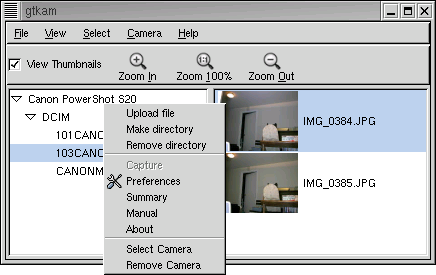 gtkam
File View Select Camera Help
View Thumbnails
1:1
Zoom In Zoom 100% Zoom Out
Canon PowerShot S20
DCIM
101CANO
103CANO
CANONM
Upload file
Make directory
Remove directory
Capture
Preferences
Summary
Manual
About
Select Camera
Remove Camera
IMG_0384.JPG
IMG_0385.JPG